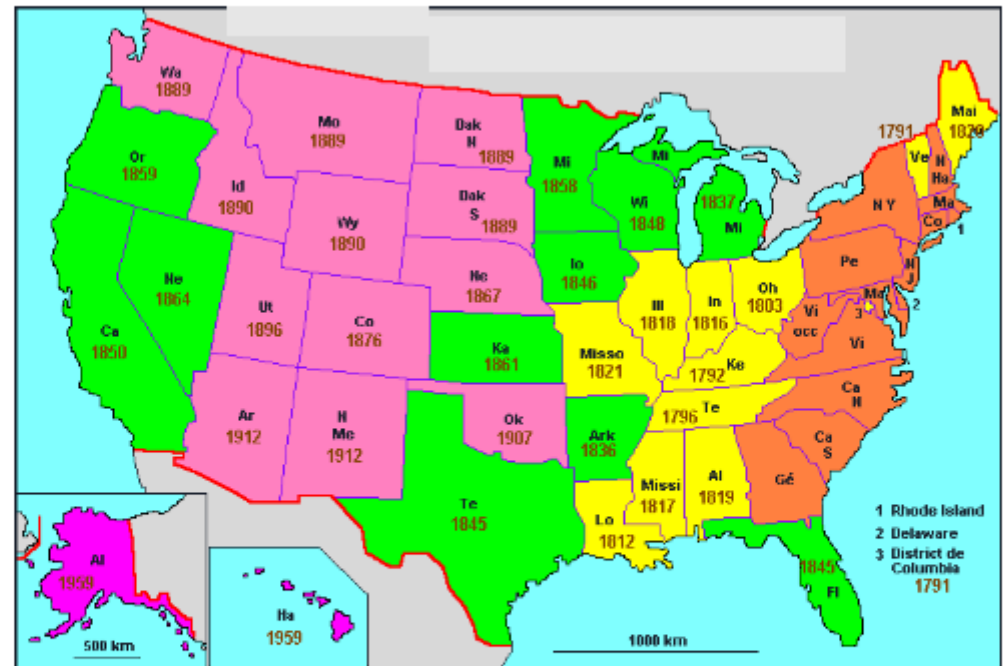 Wa
1889
Mo
1889
Dak
N
1889
Mi
1858
Mi
1791
Mai
1820
Or
1859
Id
1890
Wy
1890
Dak
S
1889
Wi
1848
1837
Mi
Ve
N
Ha
N Y
Ma
Co
1
Ne
1864
Ne
1867
Io
1846
Pe
N
J
Ca
1850
Ut
1896
Co
1876
Ka
1861
Ill
1818
In
1816
Oh
1803
Vi
occ
Ma
3
2
Vi
Misso
1821
1792
Ke
Ar
1912
N
Me
1912
Ok
1907
Ark
1836
1796
Te
Ca
N
Ca
S
Te
1845
Missi
1817
Al
1819
Gé
Lo
1812
1845
Fl
1 Rhode Island
2 Delaware
3 District de
Columbia
1791
Al
1959
500 km
Ha
1959
1000 km